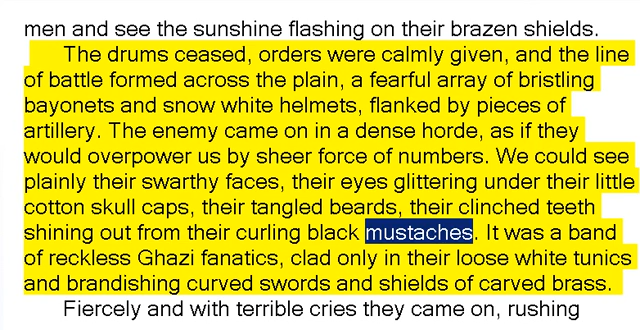 men and see the sunshine flashing on their brazen shields.
The drums ceased, orders were calmly given, and the line
of battle formed across the plain, a fearful array of bristling
bayonets and snow white helmets, flanked by pieces of
artillery. The enemy came on in a dense horde, as if they
would overpower us by sheer force of numbers. We could see
plainly their swarthy faces, their eyes glittering under their little
cotton skull caps, their tangled beards, their clinched teeth
shining out from their curling black mustaches. It was a band
of reckless Ghazi fanatics, clad only in their loose white tunics
and brandishing curved swords and shields of carved brass.
Fiercely and with terrible cries they came on, rushing